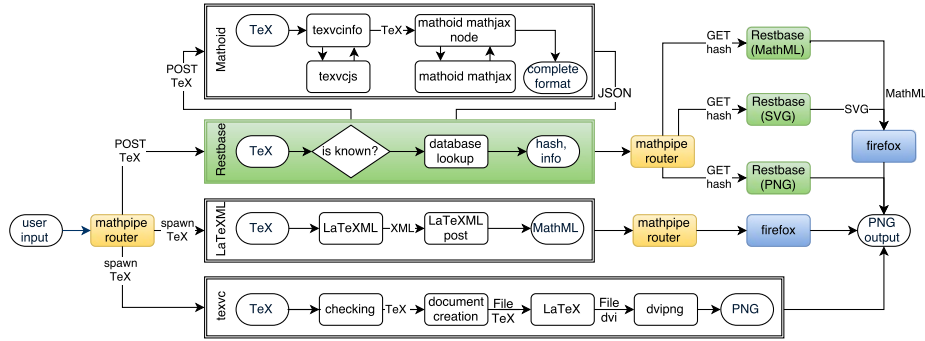 Mathoid
TeX
texvcinfo
TeX
mathoid mathjax
node
texvcjs
mathoid mathjax
complete
format
POST
TeX
JSON
GET
hash
Restbase
(MathML)
MathML
GET
hash
Restbase
(SVG)
SVG
firefox
GET
hash
Restbase
(PNG)
Restbase
TeX
is known?
database
lookup
hash,
info
mathpipe
router
POST
TeX
user
input
mathpipe
router
spawn
TeX
spawn
TeX
LaTeXML
TeX
LaTeXML
XML
LaTeXML
post
MathML
mathpipe
router
firefox
PNG
output
texvc
TeX
checking
TeX
document
creation
File
TeX
LaTeX
File
dvi
dvipng
PNG